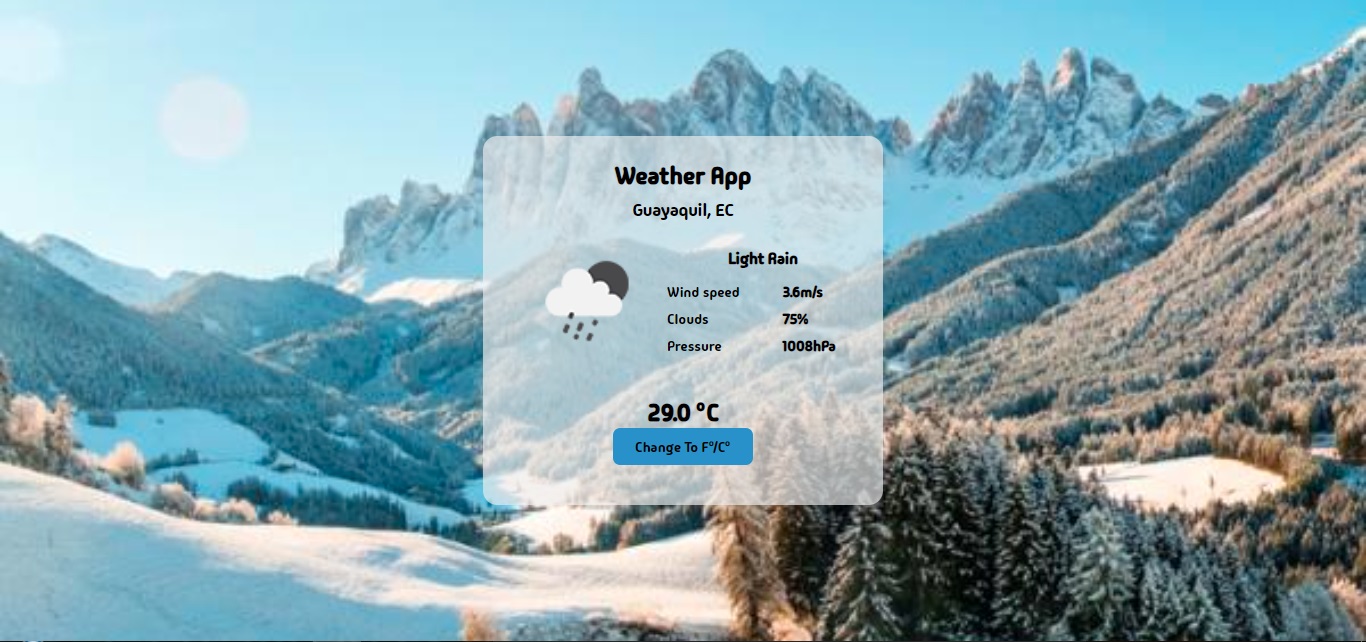 Weather App
Guayaquil, EC
Light Rain
Wind speed 3.6m/s
Clouds 75%
Pressure 1008hPa
29.0 °C
Change To F°/C°